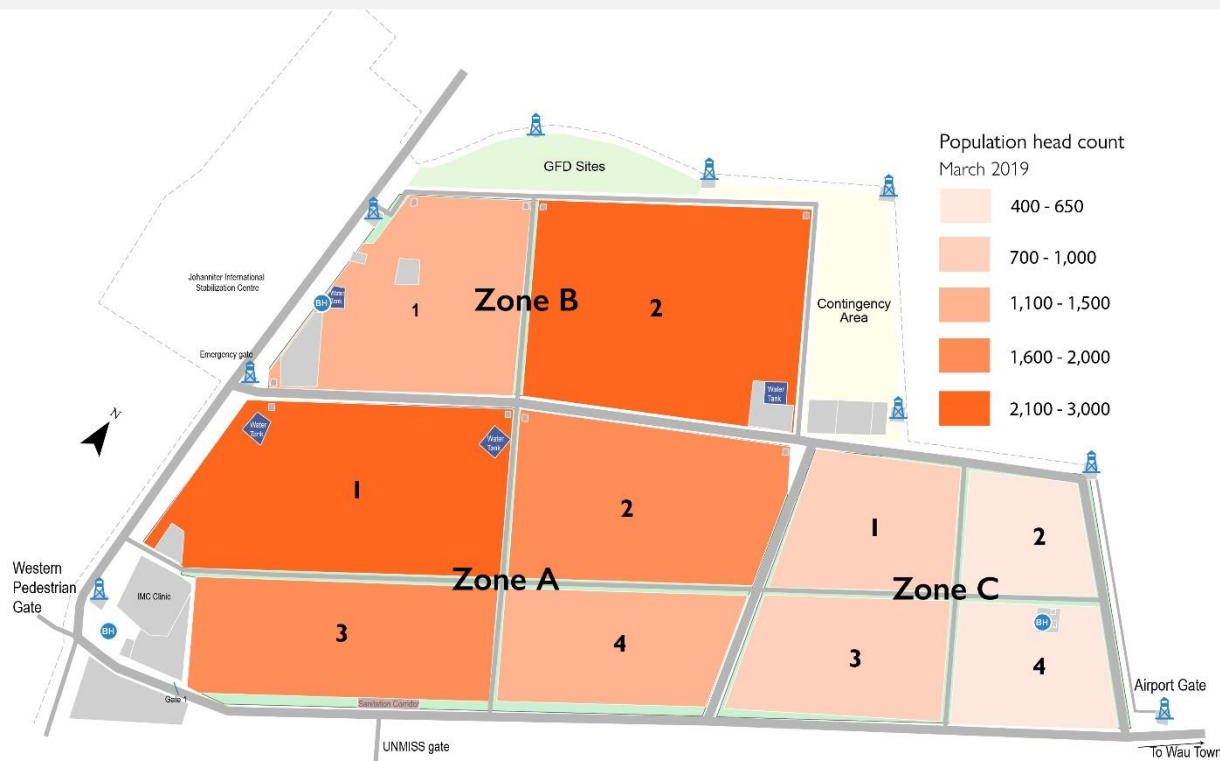 GFD Sites
Population head count
March 2019
400 - 650
700 - 1,000
1,100 - 1,500
1,600 - 2,000
2,100 - 3,000
Johanniter International
Stabilization Centre
BH
Water
Tank
1
Zone B
2
Contingency
Area
Emergency gate
N
Water
Tank
Water
Tank
Water
Tank
1
2
1
2
Western
Pedestrian
Gate
IMC Clinic
Zone A
Zone C
BH
3
4
3
BH
4
Gate 1
Sanitation Corridor
Airport Gate
UNMISS gate
To Wau Town